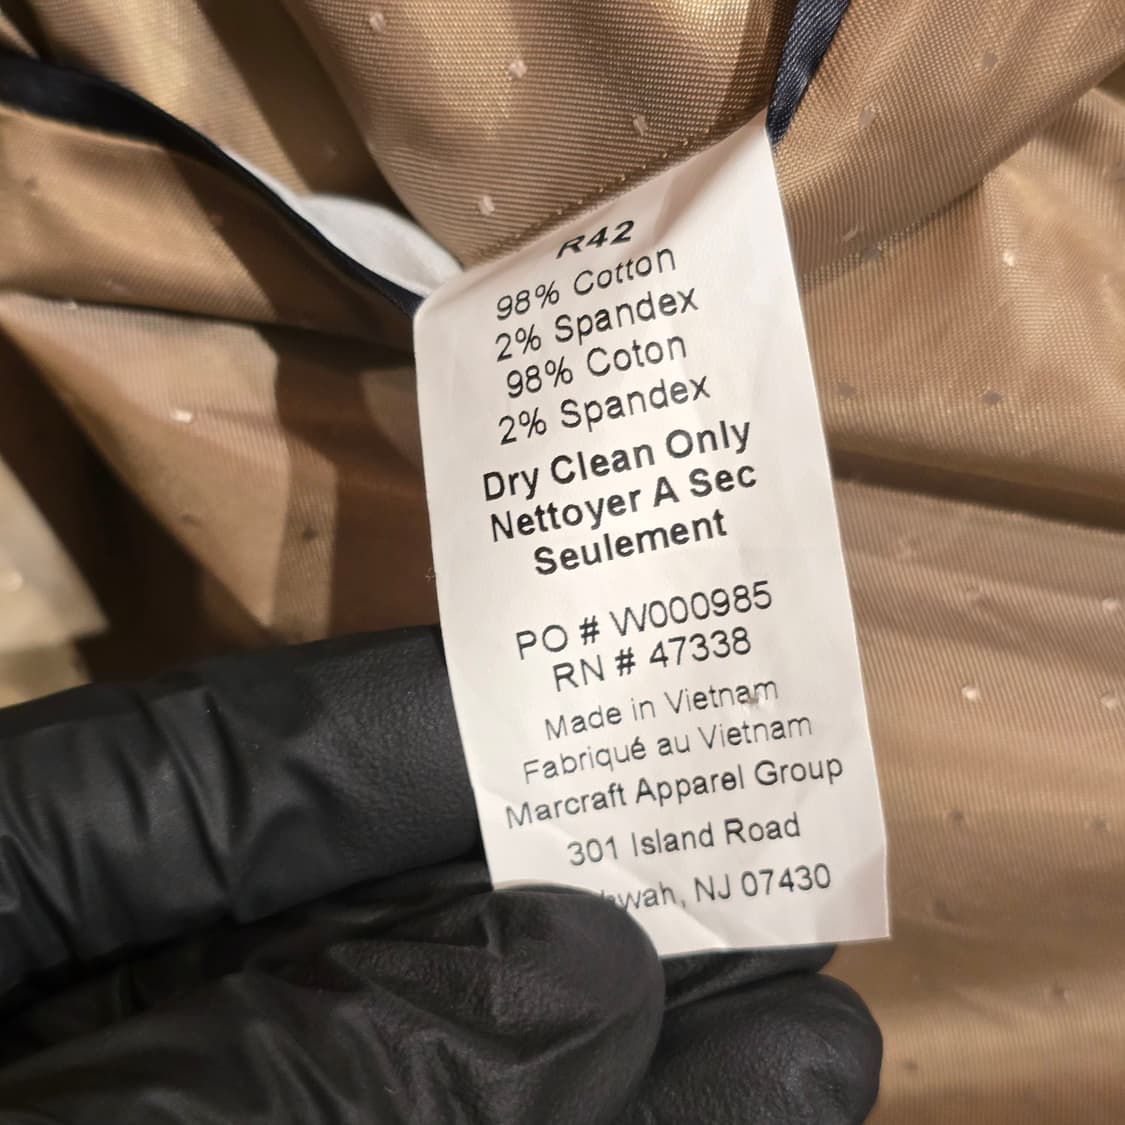 R42
98% Cotton
2% Spandex
98% Coton
2% Spandex
Dry Clean Only
Nettoyer A Sec
Seulement
PO # W000985
RN # 47338
Made in Vietnam
Fabriqué au Vietnam
Marcraft Apparel Group
301 Island Road
NJ 07430